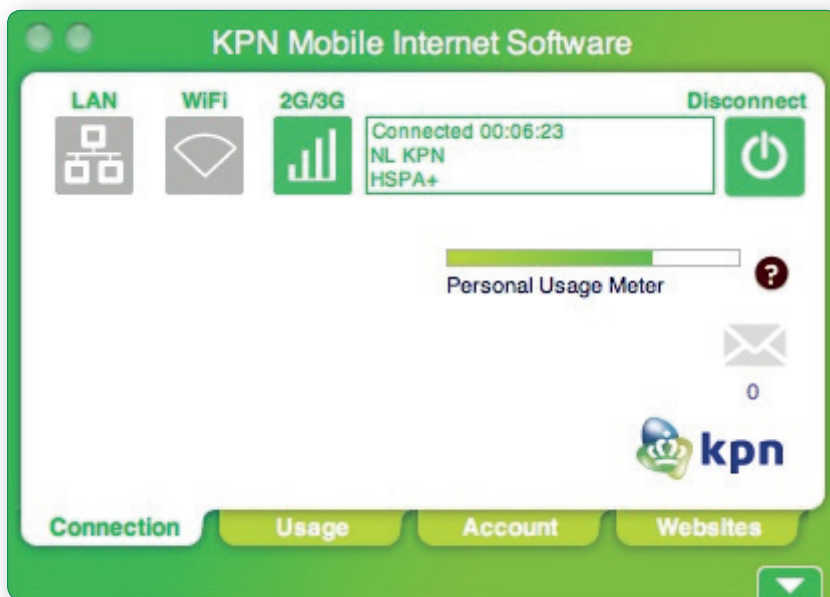 KPN Mobile Internet Software
LAN WiFi 2G/3G Disconnect
Connected 00:06:23
NL KPN
HSPA+
?
Personal Usage Meter
0
kpn
Connection Usage Account Websites